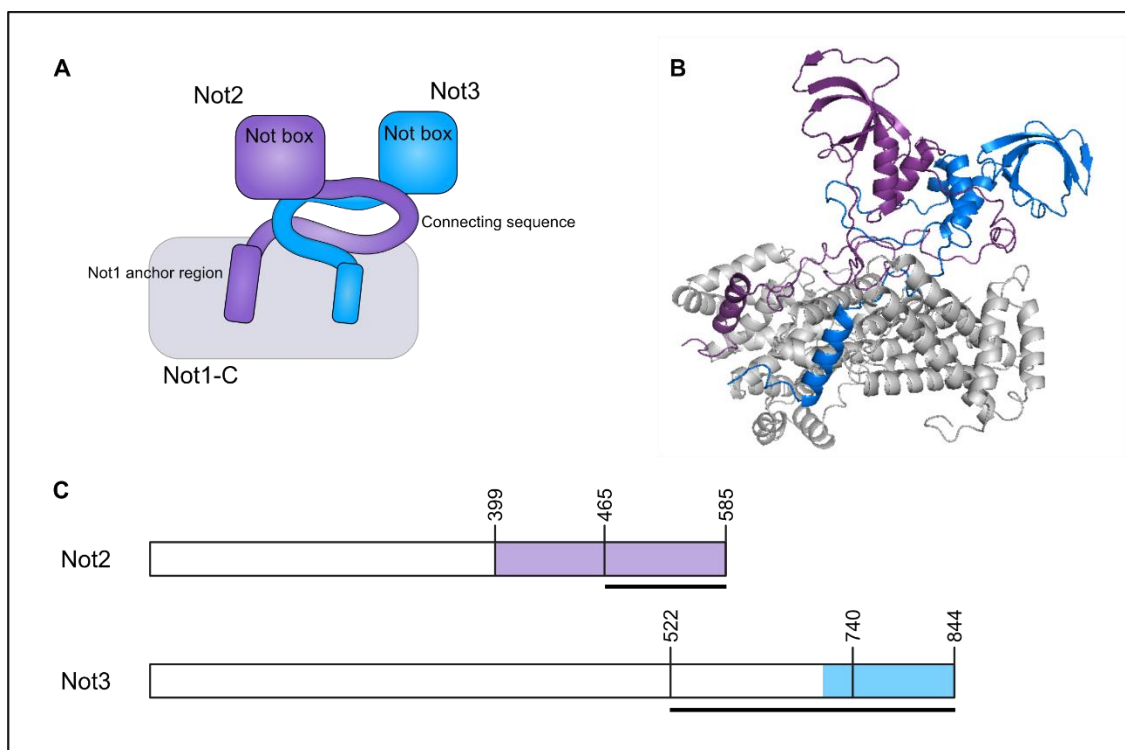 A
B
Not2
Not3
Not box
Not box
Connecting sequence
Not1 anchor region
Not1-C
C
399
465
585
Not2
522
740
844
Not3